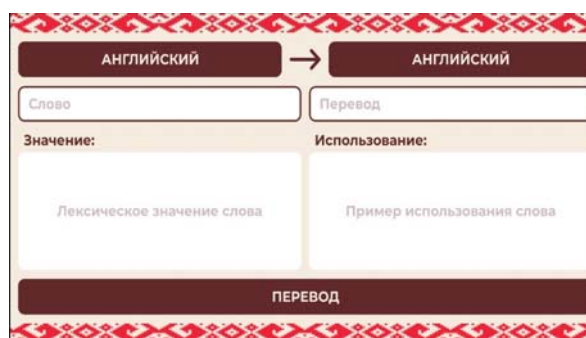 АНГЛИЙСКИЙ → АНГЛИЙСКИЙ
Слово Перевод
Значение: Использование:
Лексическое значение слова Пример использования слова
ПЕРЕВОД